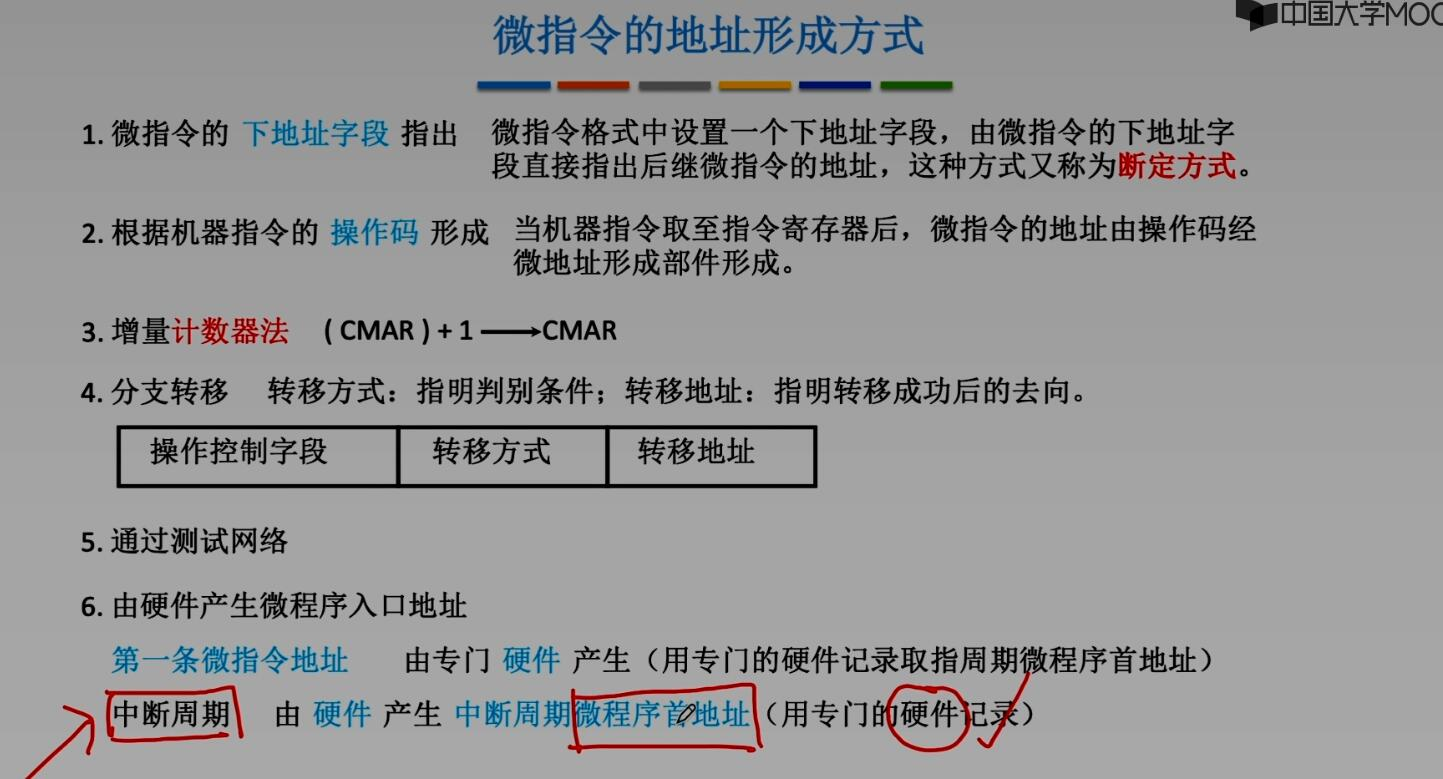 中国大学MOO
微指令的地址形成方式
1. 微指令的 下地址字段 指出 微指令格式中设置一个下地址字段，由微指令的下地址字
段直接指出后继微指令的地址，这种方式又称为断定方式。
2. 根据机器指令的 操作码 形成 当机器指令取至指令寄存器后，微指令的地址由操作码经
微地址形成部件形成。
3. 增量计数器法 ( CMAR ) + 1 ⟶ CMAR
4. 分支转移 转移方式：指明判别条件；转移地址：指明转移成功后的去向。
操作控制字段 转移方式 转移地址
5. 通过测试网络
6. 由硬件产生微程序入口地址
第一条微指令地址 由专门 硬件 产生（用专门的硬件记录取指周期微程序首地址）
中断周期 由 硬件 产生 中断周期微程序首地址（用专门的硬件记录）